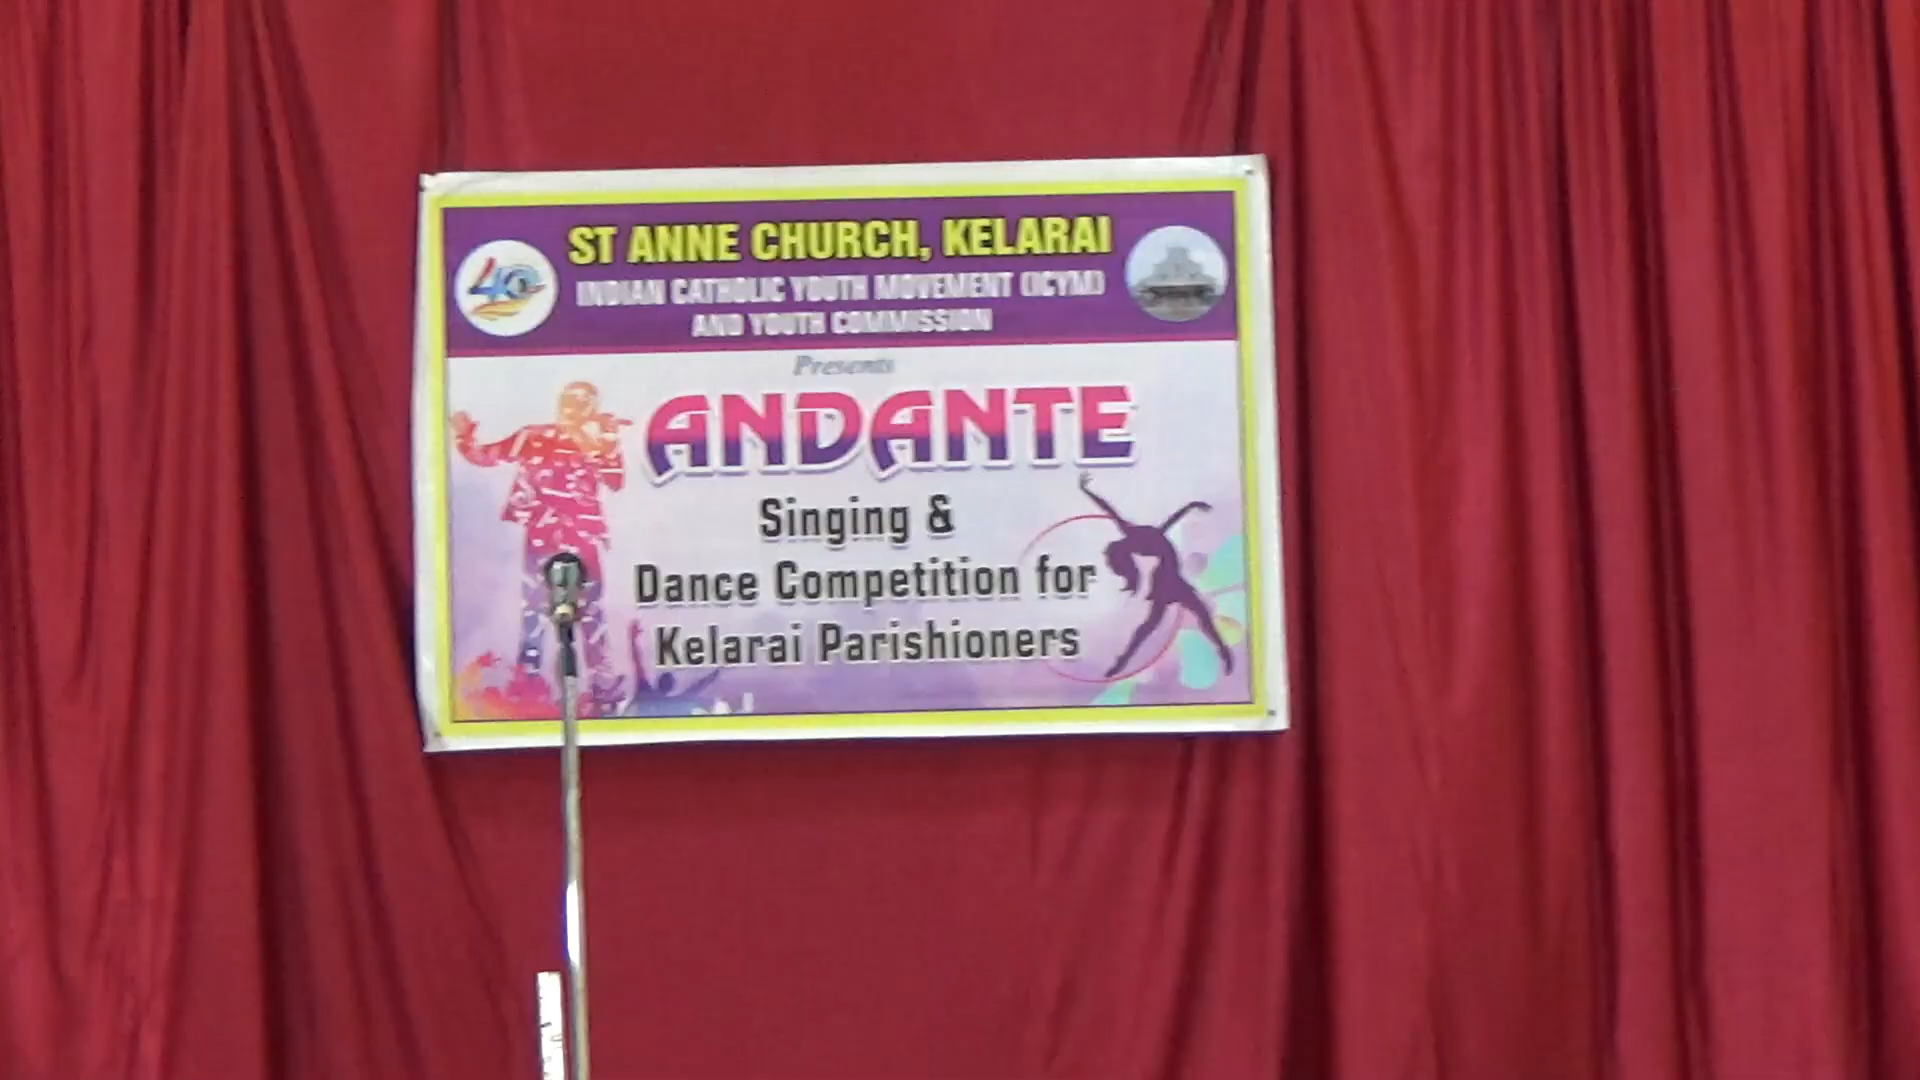 ST ANNE CHURCH, KELARAI
INDIAN CATHOLIC YOUTH MOVEMENT (ICYM)
AND YOUTH COMMISSION
40
Presents
ANDANTE
Singing &
Dance Competition for
Kelarai Parishioners